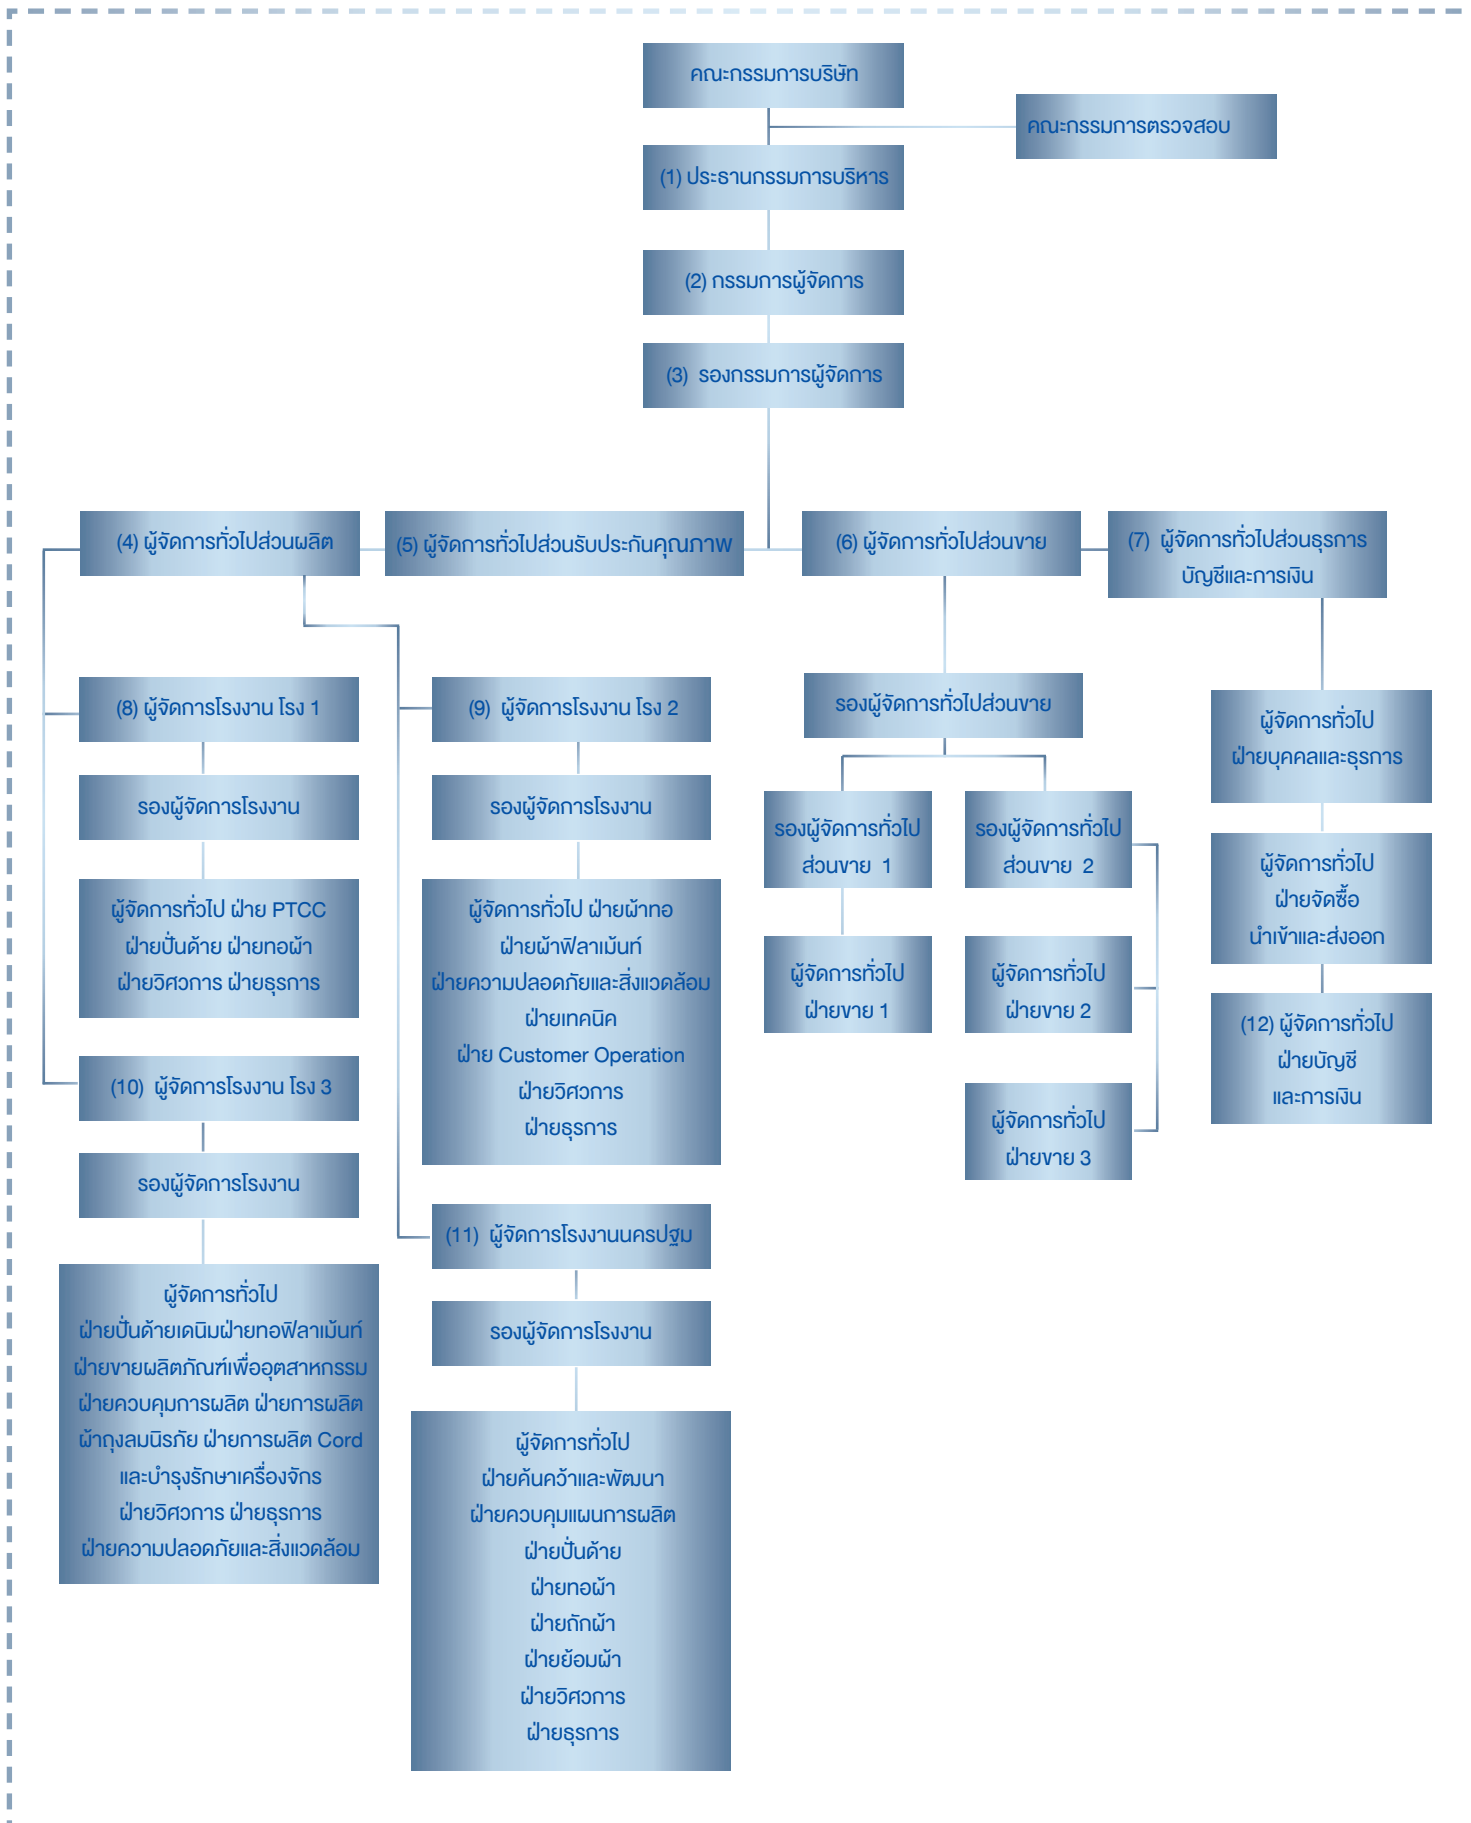 คณะกรรมการบริษัท
คณะกรรมการตรวจสอบ
(1) ประธานกรรมการบริหาร
(2) กรรมการผู้จัดการ
(3) รองกรรมการผู้จัดการ
(4) ผู้จัดการทั่วไปส่วนผลิต
(5) ผู้จัดการทั่วไปส่วนรับประกันคุณภาพ
(6) ผู้จัดการทั่วไปส่วนขาย
(7) ผู้จัดการทั่วไปส่วนธุรการ
บัญชีและการเงิน
(8) ผู้จัดการโรงงาน โรง 1
รองผู้จัดการโรงงาน
ผู้จัดการทั่วไป ฝ่าย PTCC
ฝ่ายปั่นด้าย ฝ่ายทอผ้า
ฝ่ายวิศวการ ฝ่ายธุรการ
(9) ผู้จัดการโรงงาน โรง 2
รองผู้จัดการโรงงาน
ผู้จัดการทั่วไป ฝ่ายผ้าทอ
ฝ่ายผ้าฟิลาเม้นท์
ฝ่ายความปลอดภัยและสิ่งแวดล้อม
ฝ่ายเทคนิค
ฝ่าย Customer Operation
ฝ่ายวิศวการ
ฝ่ายธุรการ
รองผู้จัดการทั่วไปส่วนขาย
รองผู้จัดการทั่วไป
ส่วนขาย 1
ผู้จัดการทั่วไป
ฝ่ายขาย 1
รองผู้จัดการทั่วไป
ส่วนขาย 2
ผู้จัดการทั่วไป
ฝ่ายขาย 2
ผู้จัดการทั่วไป
ฝ่ายขาย 3
ผู้จัดการทั่วไป
ฝ่ายบุคคลและธุรการ
ผู้จัดการทั่วไป
ฝ่ายจัดซื้อ
นำเข้าและส่งออก
(12) ผู้จัดการทั่วไป
ฝ่ายบัญชี
และการเงิน
(10) ผู้จัดการโรงงาน โรง 3
รองผู้จัดการโรงงาน
ผู้จัดการทั่วไป
ฝ่ายปั่นด้ายเดนิมฝ่ายทอฟิลาเม้นท์
ฝ่ายขายผลิตภัณฑ์เพื่ออุตสาหกรรม
ฝ่ายควบคุมการผลิต ฝ่ายการผลิต
ผ้าถุงลมนิรภัย ฝ่ายการผลิต Cord
และบำรุงรักษาเครื่องจักร
ฝ่ายวิศวการ ฝ่ายธุรการ
ฝ่ายความปลอดภัยและสิ่งแวดล้อม
(11) ผู้จัดการโรงงานนครปฐม
รองผู้จัดการโรงงาน
ผู้จัดการทั่วไป
ฝ่ายค้นคว้าและพัฒนา
ฝ่ายควบคุมแผนการผลิต
ฝ่ายปั่นด้าย
ฝ่ายทอผ้า
ฝ่ายถักผ้า
ฝ่ายย้อมผ้า
ฝ่ายวิศวการ
ฝ่ายธุรการ